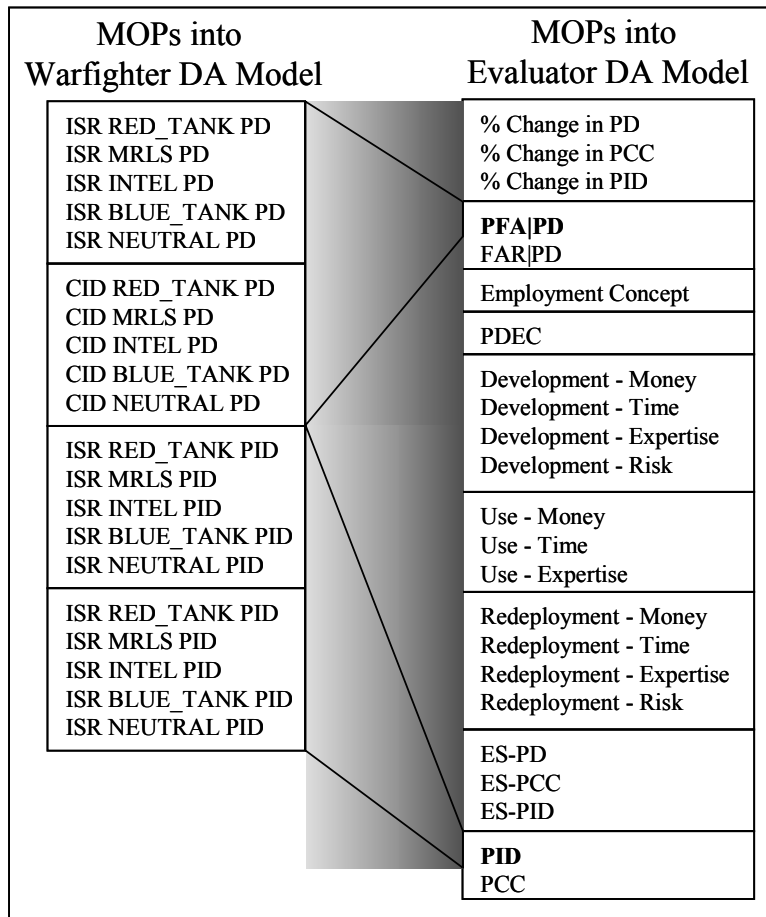 MOPs into
Warfighter DA Model
ISR RED_TANK PD
ISR MRLS PD
ISR INTEL PD
ISR BLUE_TANK PD
ISR NEUTRAL PD
CID RED_TANK PD
CID MRLS PD
CID INTEL PD
CID BLUE_TANK PD
CID NEUTRAL PD
ISR RED_TANK PID
ISR MRLS PID
ISR INTEL PID
ISR BLUE_TANK PID
ISR NEUTRAL PID
ISR RED_TANK PID
ISR MRLS PID
ISR INTEL PID
ISR BLUE_TANK PID
ISR NEUTRAL PID
MOPs into
Evaluator DA Model
% Change in PD
% Change in PCC
% Change in PID
PFA|PD
FAR|PD
Employment Concept
PDEC
Development - Money
Development - Time
Development - Expertise
Development - Risk
Use - Money
Use - Time
Use - Expertise
Redeployment - Money
Redeployment - Time
Redeployment - Expertise
Redeployment - Risk
ES-PD
ES-PCC
ES-PID
PID
PCC